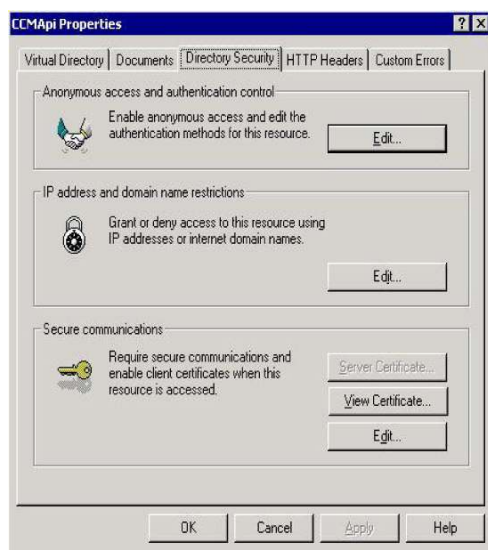 CCMApi Properties
Virtual Directory Documents Directory Security HTTP Headers Custom Errors
Anonymous access and authentication control
Enable anonymous access and edit the
authentication methods for this resource.
Edit...
IP address and domain name restrictions
Grant or deny access to this resource using
IP addresses or internet domain names.
Edit...
Secure communications
Require secure communications and
enable client certificates when this
resource is accessed.
Server Certificate...
View Certificate...
Edit...
OK Cancel Apply Help